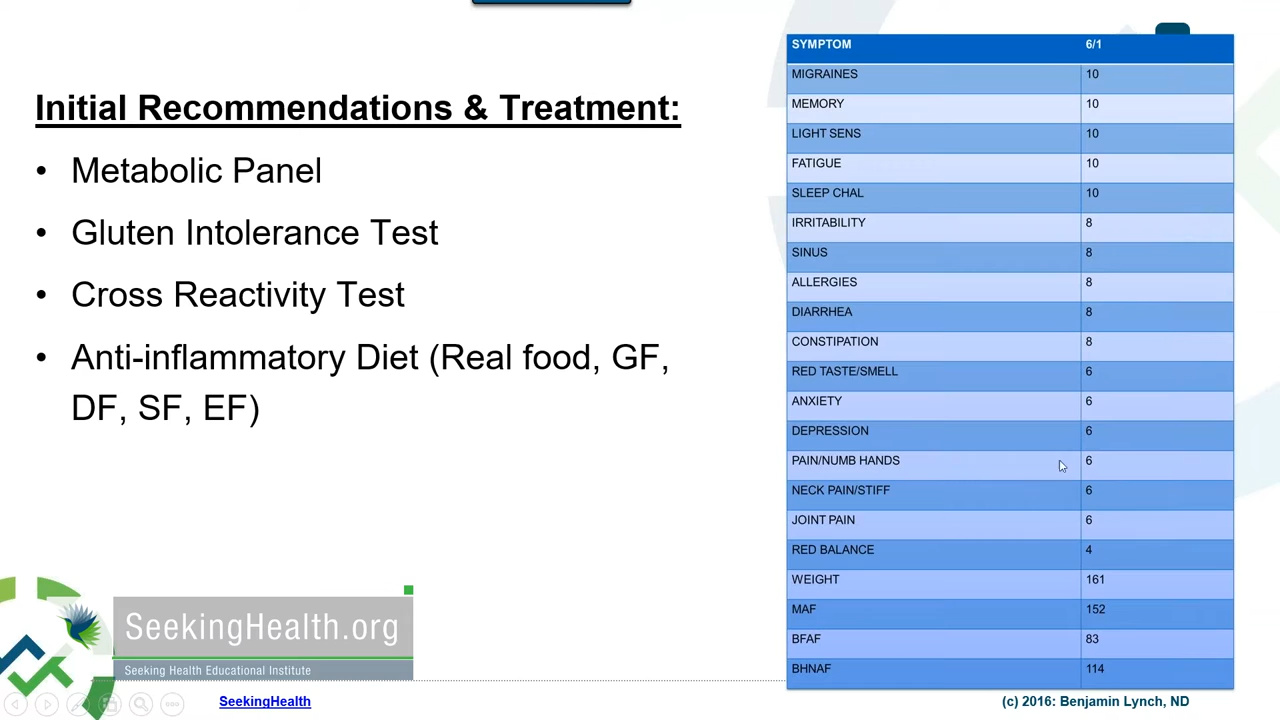 Initial Recommendations & Treatment:
• Metabolic Panel
• Gluten Intolerance Test
• Cross Reactivity Test
• Anti-inflammatory Diet (Real food, GF,
DF, SF, EF)
SYMPTOM 6/1
MIGRAINES 10
MEMORY 10
LIGHT SENS 10
FATIGUE 10
SLEEP CHAL 10
IRRITABILITY 8
SINUS 8
ALLERGIES 8
DIARRHEA 8
CONSTIPATION 8
RED TASTE/SMELL 6
ANXIETY 6
DEPRESSION 6
PAIN/NUMB HANDS 6
NECK PAIN/STIFF 6
JOINT PAIN 6
RED BALANCE 4
WEIGHT 161
MAF 152
BFAF 83
BHNAF 114
SeekingHealth.org
Seeking Health Educational Institute
SeekingHealth
(c) 2016: Benjamin Lynch, ND